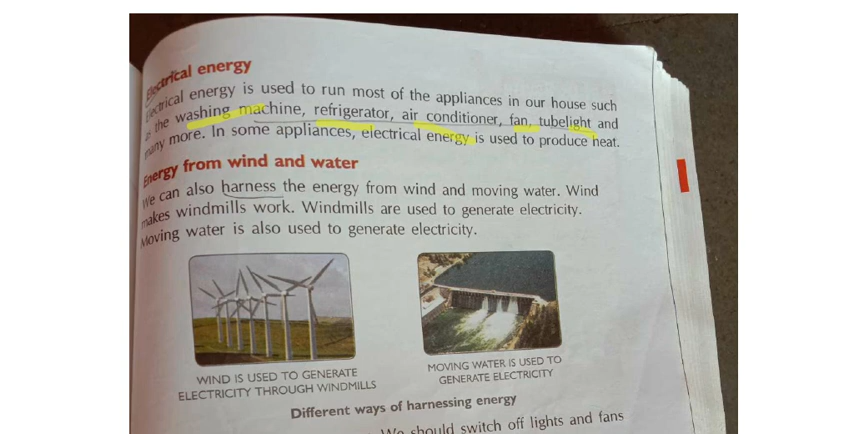 Electrical energy
Electrical energy is used to run most of the appliances in our house such
as the washing machine, refrigerator, air conditioner, fan, tubelight and
many more. In some appliances, electrical energy is used to produce heat.
Energy from wind and water
We can also harness the energy from wind and moving water. Wind
makes windmills work. Windmills are used to generate electricity.
Moving water is also used to generate electricity.
WIND IS USED TO GENERATE
ELECTRICITY THROUGH WINDMILLS
MOVING WATER IS USED TO
GENERATE ELECTRICITY
Different ways of harnessing energy
We should switch off lights and fans